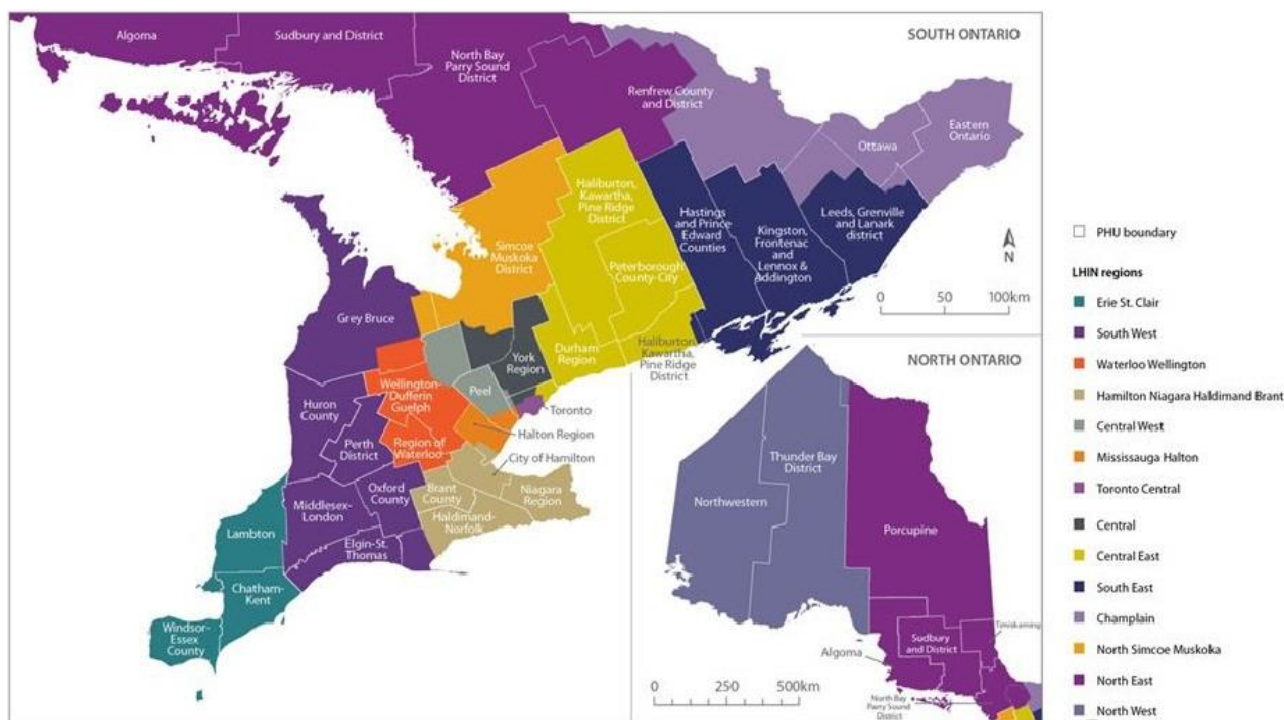 SOUTH ONTARIO
Algoma
Sudbury and District
North Bay
Parry Sound
District
Renfrew County
and District
Ottawa
Eastern
Ontario
Haliburton,
Kawartha,
Pine Ridge
District
Hastings
and Prince
Edward
Counties
Kingston,
Frontenac
and
Lennox &
Addington
Leeds, Grenville
and Lanark
district
Simcoe
Muskoka
District
Peterborough
County-City
Grey Bruce
York
Region
Durham
Region
Haliburton,
Kawartha,
Pine Ridge
District
Wellington-
Dufferin
Guelph
Peel
Toronto
Huron
County
Perth
District
Region of
Waterloo
Halton Region
City of Hamilton
Middlesex-
London
Oxford
County
Brant
County
Niagara
Region
Haldimand-
Norfolk
Elgin-St.
Thomas
Lambton
Chatham-
Kent
Windsor-
Essex
County
N
0 50 100km
NORTH ONTARIO
Northwestern
Thunder Bay
District
Porcupine
Timiskaming
Sudbury
and District
Algoma
North Bay
Parry Sound
District
0 250 500km
PHU boundary
LHIN regions
Erie St. Clair
South West
Waterloo Wellington
Hamilton Niagara Haldimand Brant
Central West
Mississauga Halton
Toronto Central
Central
Central East
South East
Champlain
North Simcoe Muskoka
North East
North West